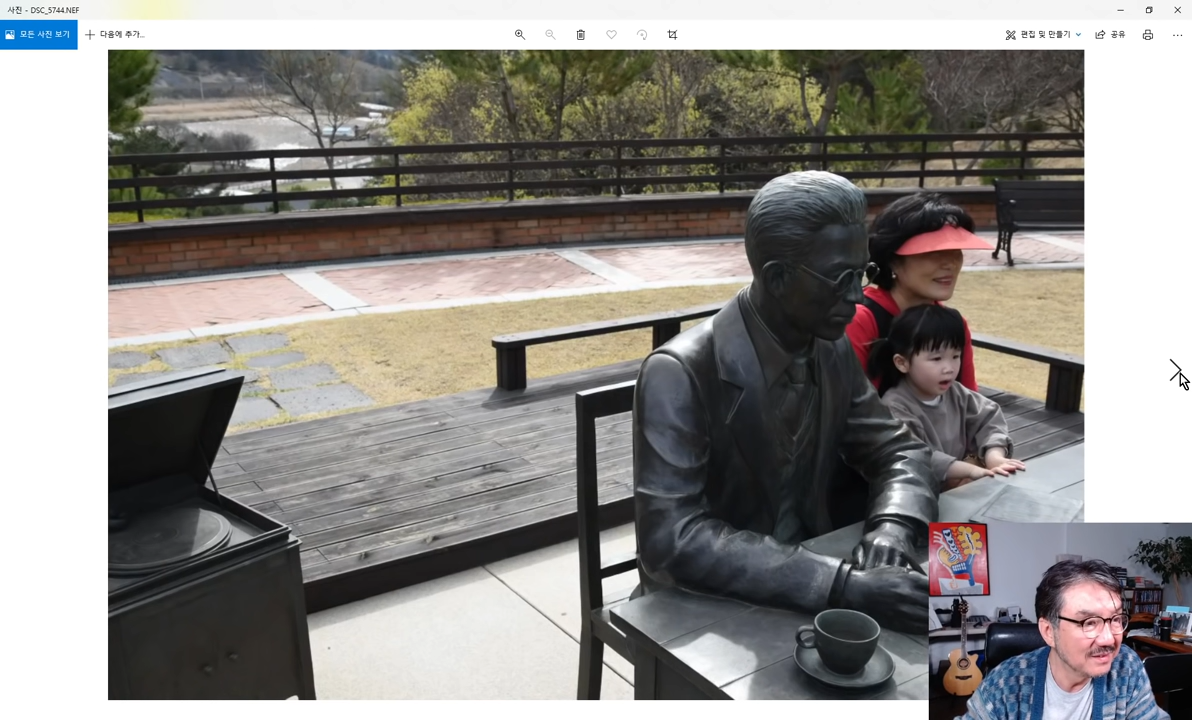 사진 - DSC_5744.NEF
모든 사진 보기
다음에 추가...
편집 및 만들기
공유